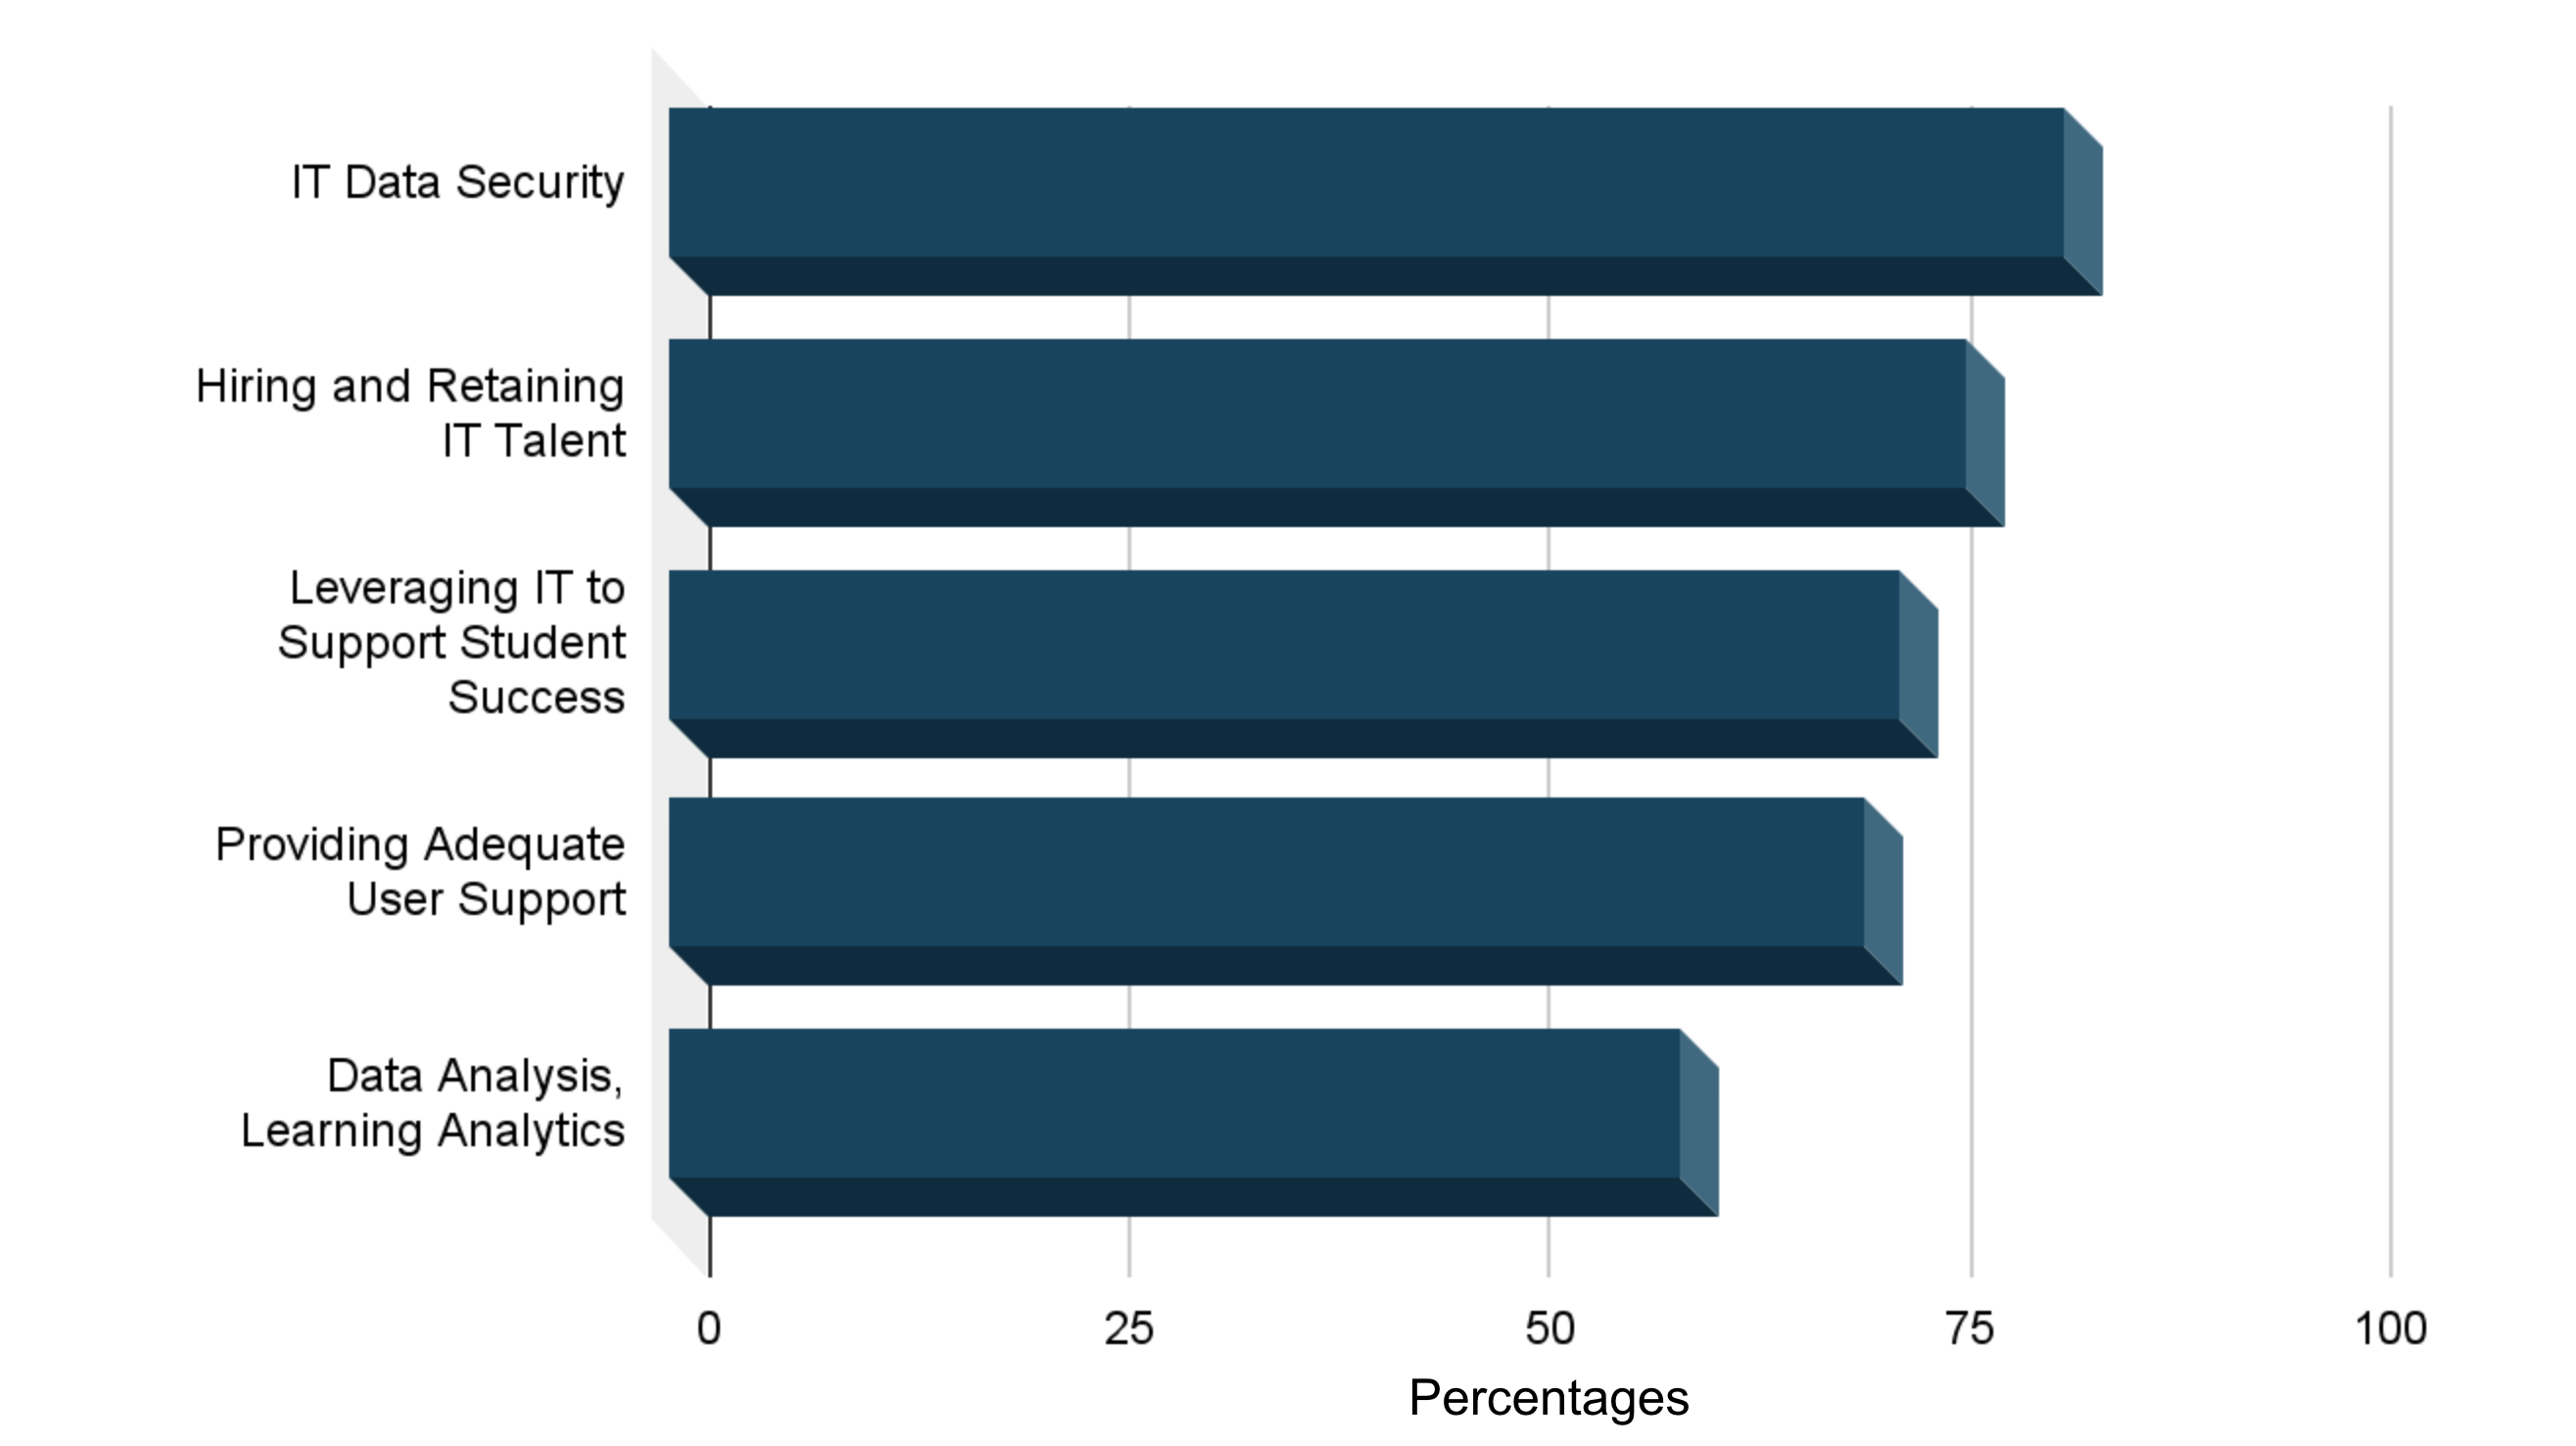 IT Data Security
Hiring and Retaining
IT Talent
Leveraging IT to
Support Student
Success
Providing Adequate
User Support
Data Analysis,
Learning Analytics
0 25 50 75 100
Percentages